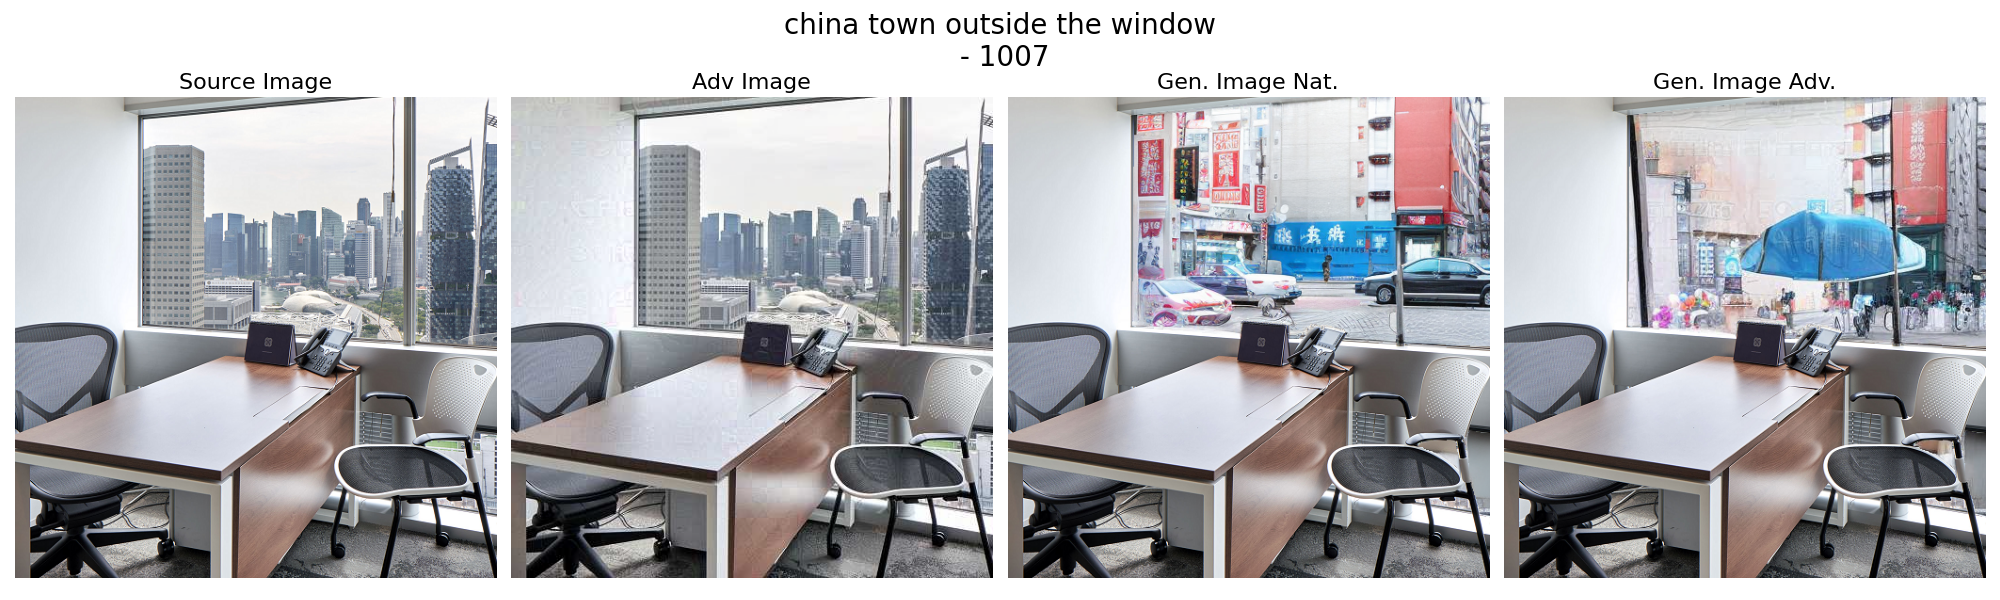 china town outside the window
- 1007
Source Image
Adv Image
Gen. Image Nat.
Gen. Image Adv.